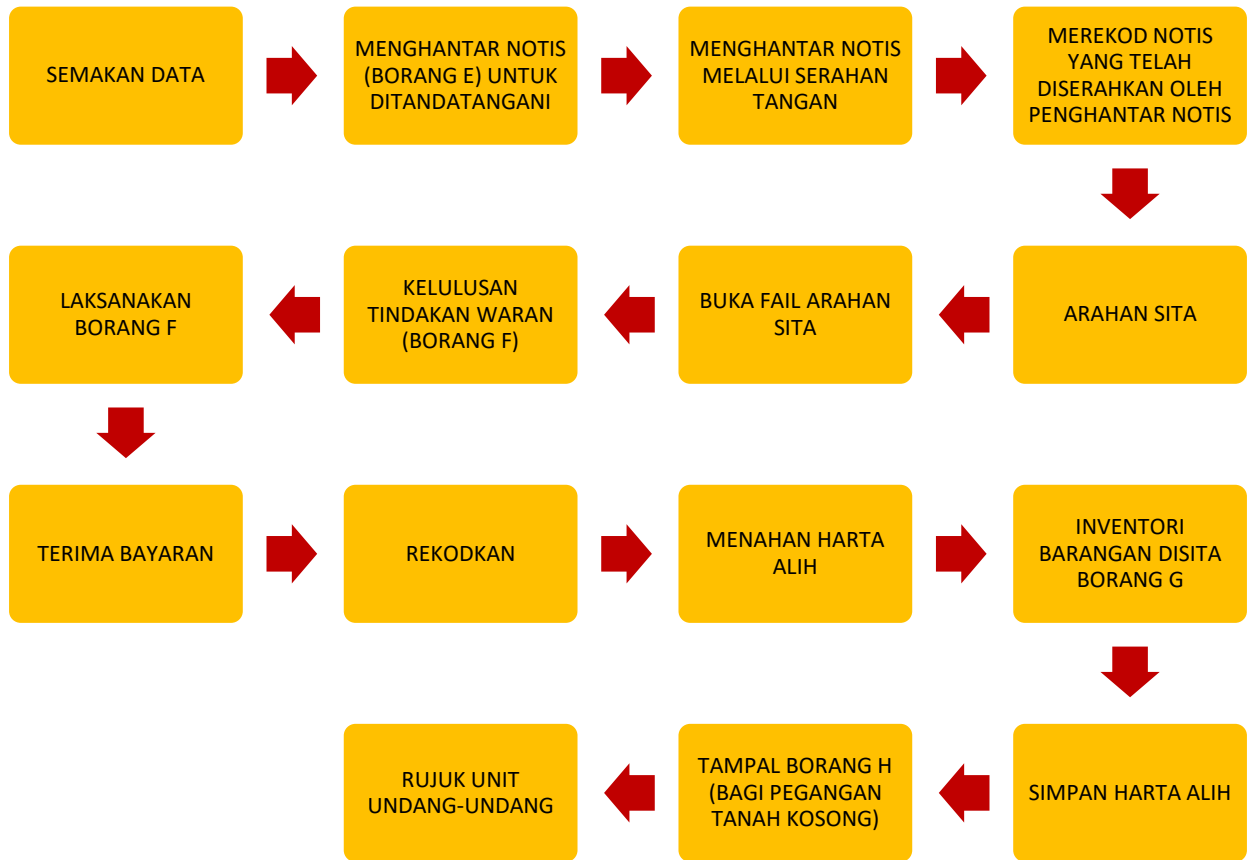 SEMAKAN DATA
MENGHANTAR NOTIS
(BORANG E) UNTUK
DITANDATANGANI
MENGHANTAR NOTIS
MELALUI SERAHAN
TANGAN
MEREKOD NOTIS
YANG TELAH
DISERAHKAN OLEH
PENGHANTAR NOTIS
ARAHAN SITA
BUKA FAIL ARAHAN
SITA
KELULUSAN
TINDAKAN WARAN
(BORANG F)
LAKSANAKAN
BORANG F
TERIMA BAYARAN
REKODKAN
MENAHAN HARTA
ALIH
INVENTORI
BARANGAN DISITA
BORANG G
SIMPAN HARTA ALIH
TAMPAL BORANG H
(BAGI PEGANGAN
TANAH KOSONG)
RUJUK UNIT
UNDANG-UNDANG